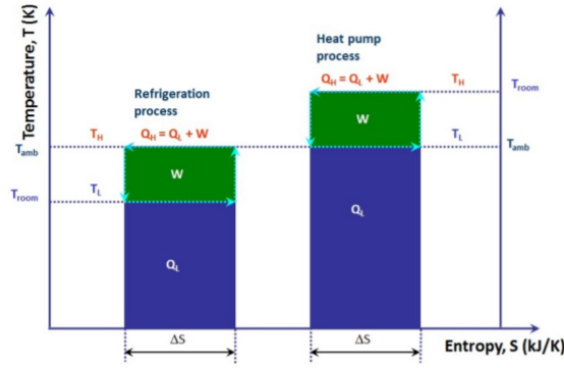 Temperature, T (K)
Refrigeration
process
T_H
Q_H = Q_L + W
T_amb
W
T_room
T_L
Q_L
ΔS
Heat pump
process
Q_H = Q_L + W
T_H
T_room
W
T_L
T_amb
Q_L
ΔS
Entropy, S (kJ/K)